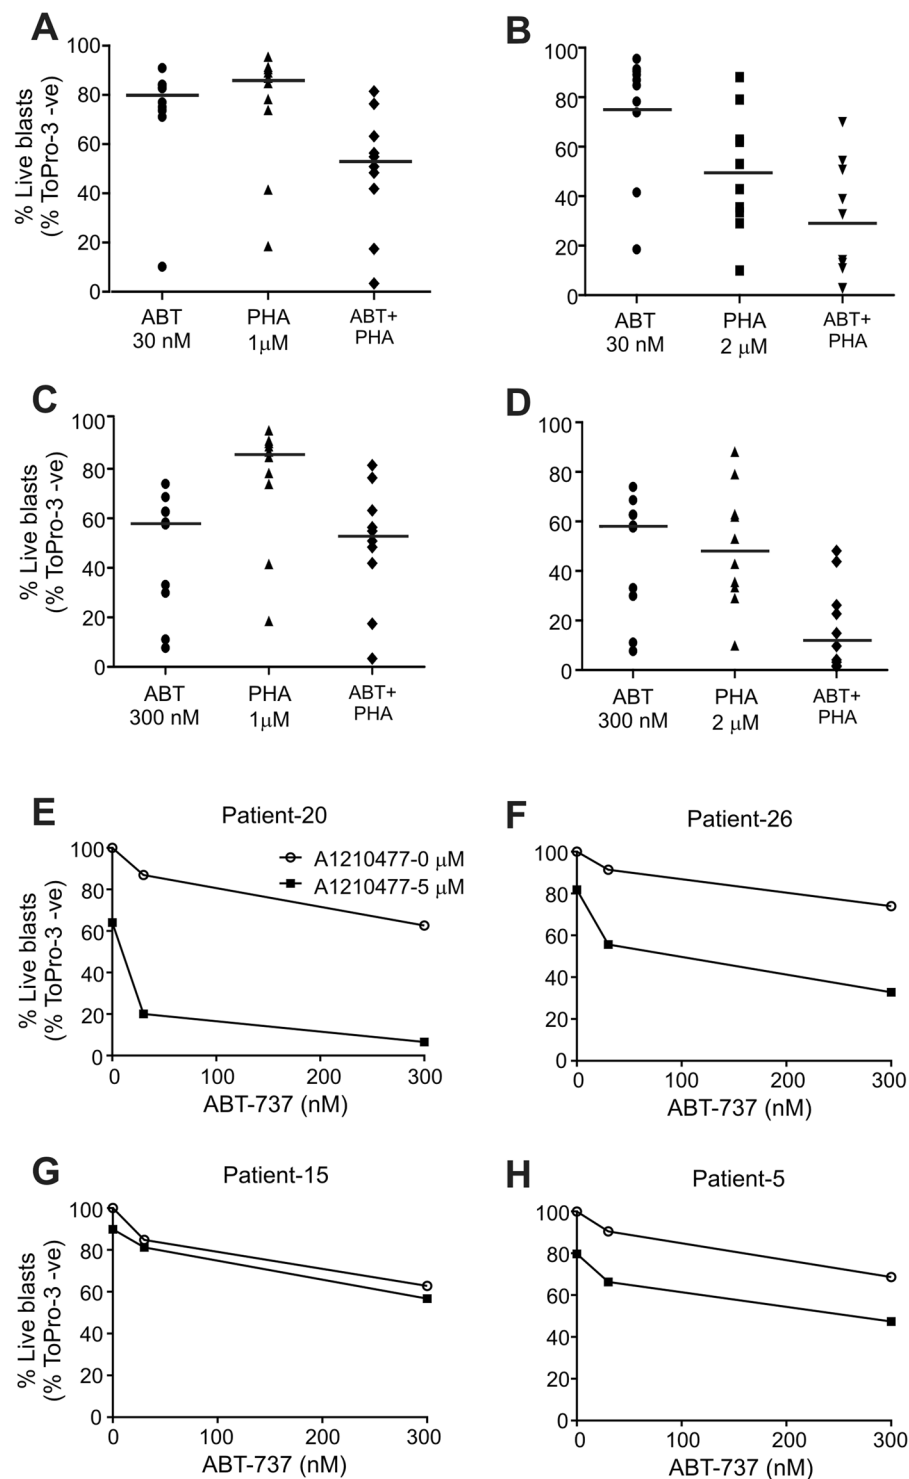 A
% Live blasts
(% ToPro-3 -ve)
100
80
60
40
20
0
ABT
30 nM
PHA
1μM
ABT+
PHA
B
100
80
60
40
20
0
ABT
30 nM
PHA
2 μM
ABT+
PHA
C
% Live blasts
(% ToPro-3 -ve)
100
80
60
40
20
0
ABT
300 nM
PHA
1μM
ABT+
PHA
D
100
80
60
40
20
0
ABT
300 nM
PHA
2 μM
ABT+
PHA
E
Patient-20
% Live blasts
(% ToPro-3 -ve)
100
80
60
40
20
0
A1210477-0 μM
A1210477-5 μM
0 100 200 300
ABT-737 (nM)
F
Patient-26
100
80
60
40
20
0
0 100 200 300
ABT-737 (nM)
G
Patient-15
% Live blasts
(% ToPro-3 -ve)
100
80
60
40
20
0
0 100 200 300
ABT-737 (nM)
H
Patient-5
100
80
60
40
20
0
0 100 200 300
ABT-737 (nM)